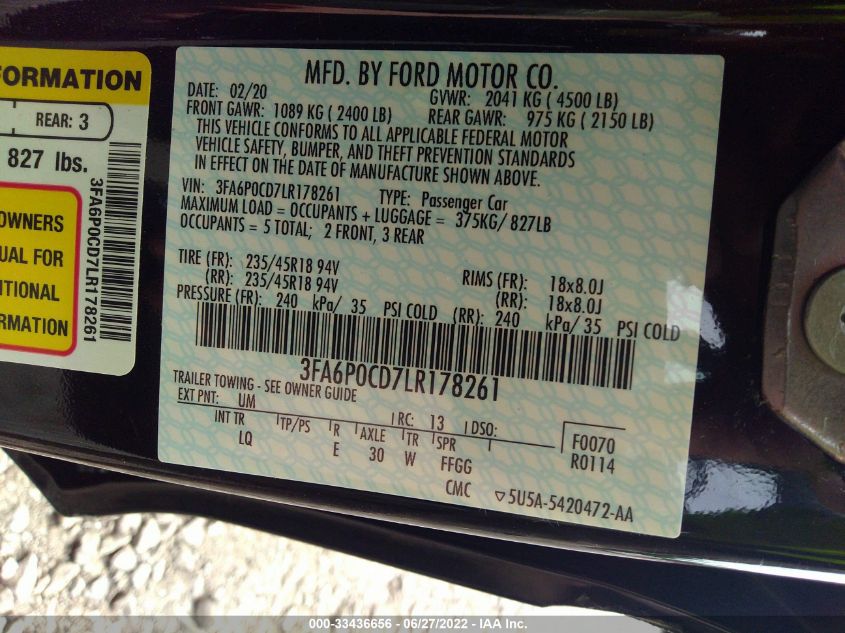 FORMATION
REAR: 3
827 lbs.
OWNERS
UAL FOR
ITIONAL
RMATION
3FA6P0CD7LR178261
MFD. BY FORD MOTOR CO.
DATE: 02/20 GVWR: 2041 KG ( 4500 LB)
FRONT GAWR: 1089 KG ( 2400 LB) REAR GAWR: 975 KG ( 2150 LB)
THIS VEHICLE CONFORMS TO ALL APPLICABLE FEDERAL MOTOR
VEHICLE SAFETY, BUMPER, AND THEFT PREVENTION STANDARDS
IN EFFECT ON THE DATE OF MANUFACTURE SHOWN ABOVE.
VIN: 3FA6P0CD7LR178261 TYPE: Passenger Car
MAXIMUM LOAD = OCCUPANTS + LUGGAGE = 375KG/ 827LB
OCCUPANTS = 5 TOTAL; 2 FRONT, 3 REAR
TIRE (FR): 235/45R18 94V RIMS (FR): 18x8.0J
(RR): 235/45R18 94V (RR): 18x8.0J
PRESSURE (FR): 240 kPa/ 35 PSI COLD (RR): 240 kPa/ 35 PSI COLD
3FA6P0CD7LR178261
TRAILER TOWING - SEE OWNER GUIDE
EXT PNT: UM RC: 13 DSO:
INT TR TP/PS R AXLE TR SPR F0070
LQ E 30 W FFGG R0114
CMC ▽5U5A-5420472-AA
000-33436656 - 06/27/2022 - IAA Inc.